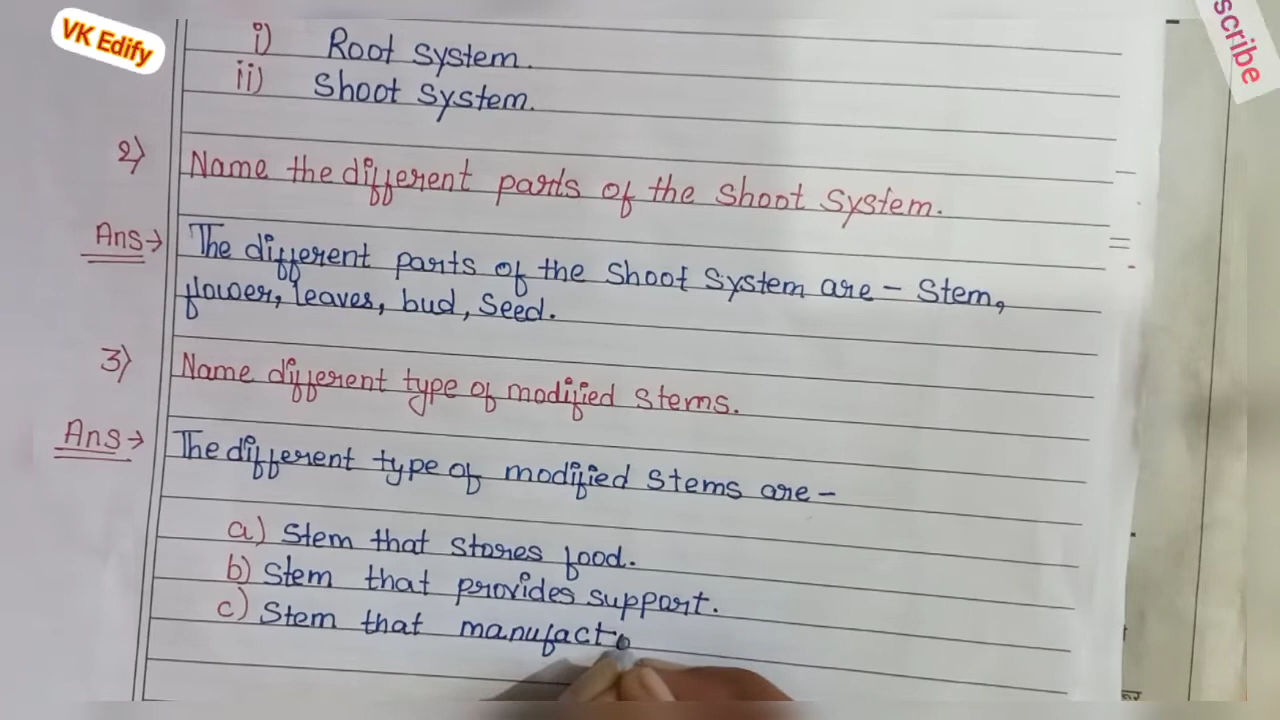 VK Edify
scribe
i) Root System.
ii) Shoot System.
2) Name the different parts of the Shoot System.
Ans→ The different parts of the Shoot System are - Stem,
flower, leaves, bud, Seed.
3) Name different type of modified Stems.
Ans→ The different type of modified Stems are -
a) Stem that Stores food.
b) Stem that provides support.
c) Stem that manufact